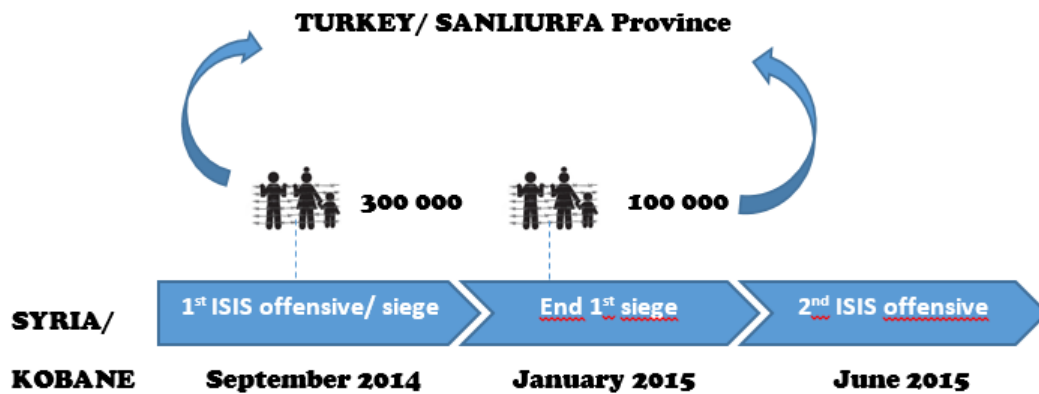 TURKEY/ SANLIURFA Province
300 000
100 000
1st ISIS offensive/ siege
End 1st siege
2nd ISIS offensive
SYRIA/
KOBANE
September 2014
January 2015
June 2015